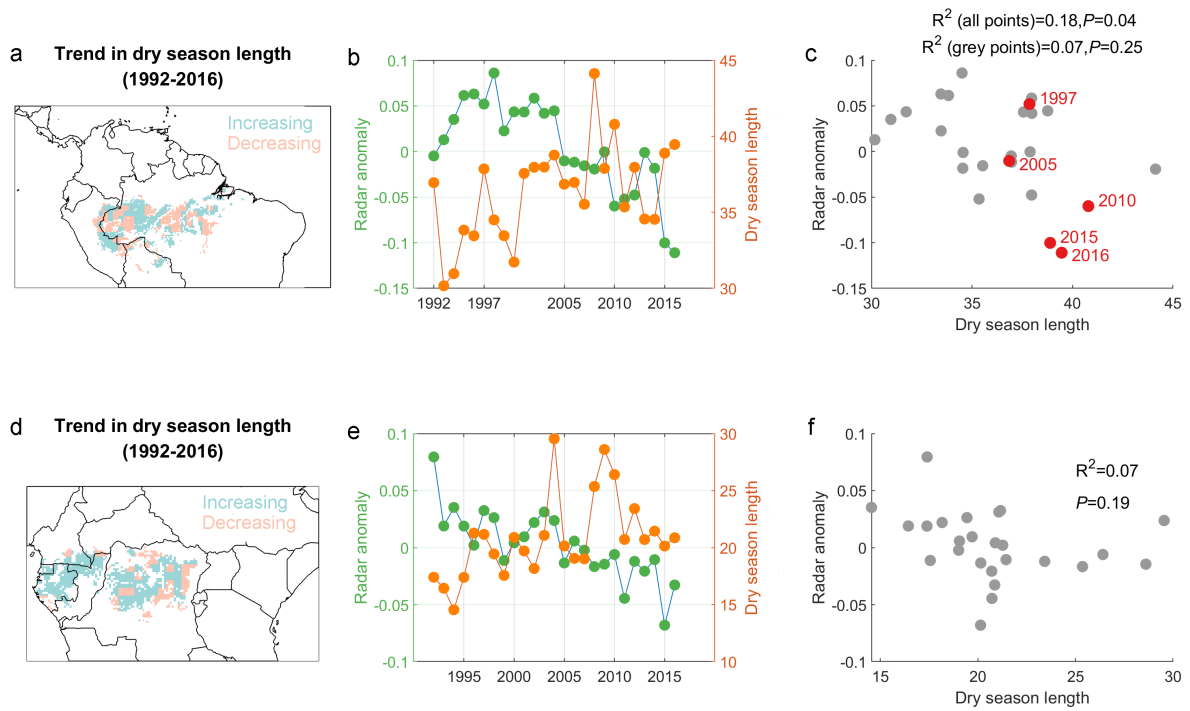 a
Trend in dry season length
(1992-2016)
Increasing
Decreasing
b
Radar anomaly
0.1
0.05
0
-0.05
-0.1
-0.15
1992
1997
2005
2010
2015
45
40
35
30
Dry season length
c
R² (all points)=0.18,P=0.04
R² (grey points)=0.07,P=0.25
Radar anomaly
0.1
0.05
0
-0.05
-0.1
-0.15
1997
2005
2010
2015
2016
30
35
40
45
Dry season length
d
Trend in dry season length
(1992-2016)
Increasing
Decreasing
e
Radar anomaly
0.1
0.05
0
-0.05
-0.1
1995
2000
2005
2010
2015
30
25
20
15
10
Dry season length
f
Radar anomaly
0.1
0.05
0
-0.05
-0.1
R²=0.07
P=0.19
15
20
25
30
Dry season length